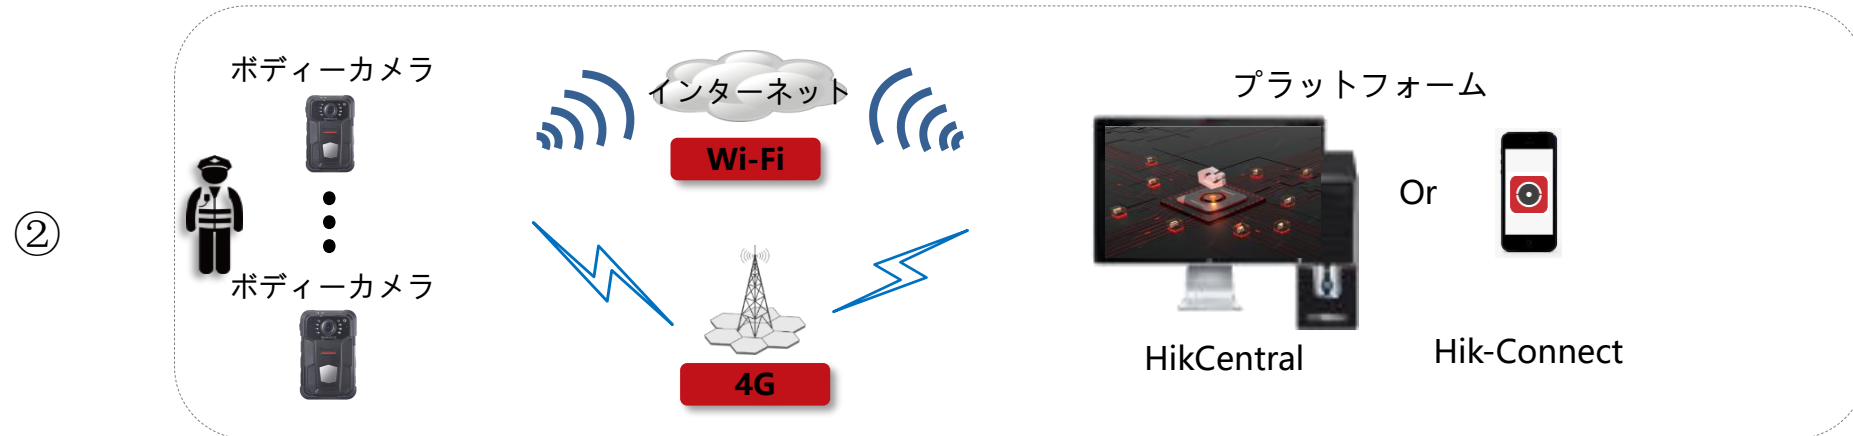 ②
ボディーカメラ
ボディーカメラ
インターネット
Wi-Fi
4G
プラットフォーム
Or
HikCentral
Hik-Connect